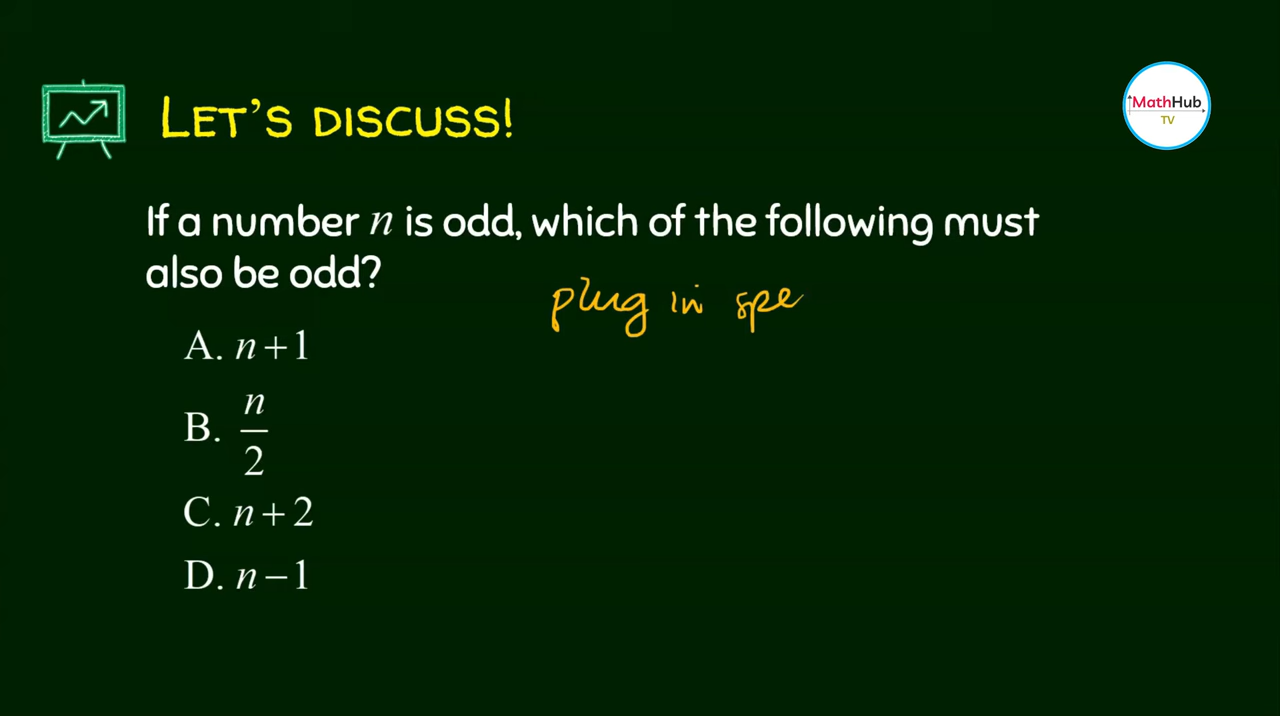 MathHub
TV
LET'S DISCUSS!
If a number n is odd, which of the following must
also be odd?
plug in spe
A. n+1
B. n/2
C. n+2
D. n−1